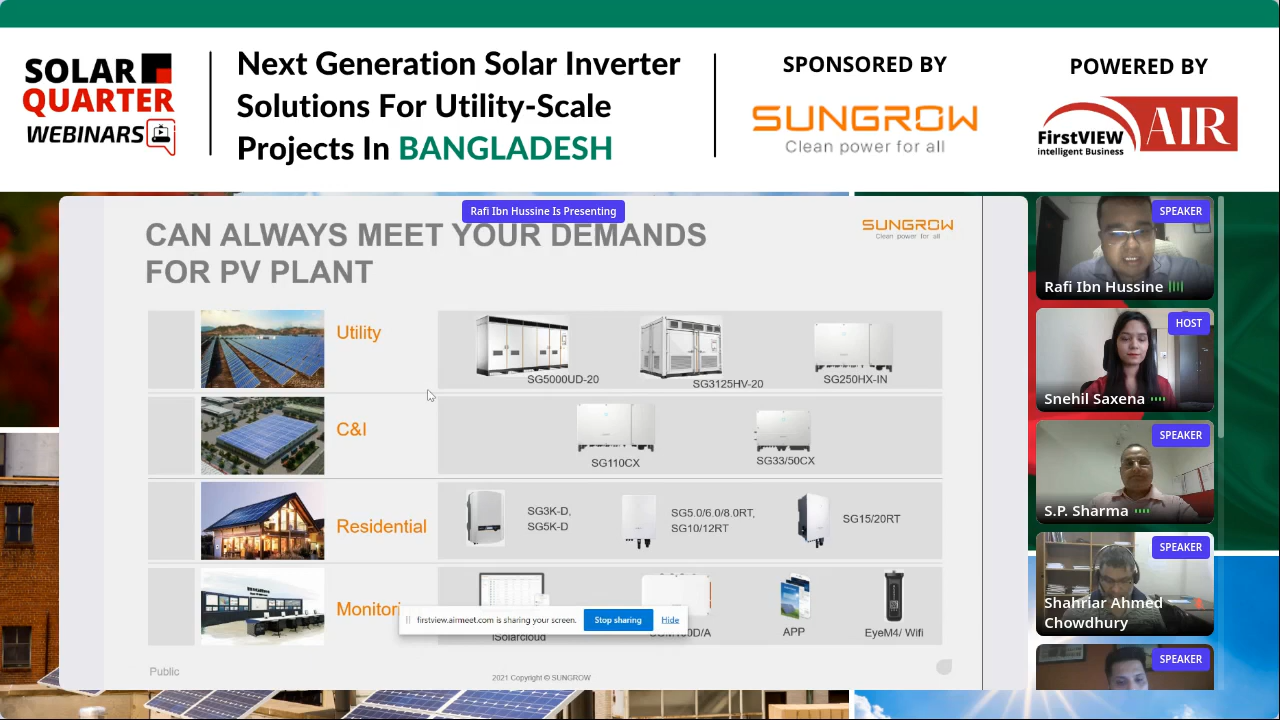 SOLAR
QUARTER
WEBINARS
Next Generation Solar Inverter
Solutions For Utility-Scale
Projects In BANGLADESH
SPONSORED BY
SUNGROW
Clean power for all
POWERED BY
FirstVIEW
intelligent Business
AIR
Rafi Ibn Hussine Is Presenting
CAN ALWAYS MEET YOUR DEMANDS
FOR PV PLANT
SUNGROW
Clean power for all
Utility
SG5000UD-20
SG3125HV-20
SG250HX-IN
C&I
SG110CX
SG33/50CX
Residential
SG3K-D,
SG5K-D
SG5.0/6.0/8.0RT,
SG10/12RT
SG15/20RT
Monitori
iSolarcloud
APP
EyeM4/ Wifi
firstview.airmeet.com is sharing your screen.
Stop sharing
Hide
Public
2021 Copyright © SUNGROW
SPEAKER
Rafi Ibn Hussine
HOST
Snehil Saxena
SPEAKER
S.P. Sharma
SPEAKER
Shahriar Ahmed
Chowdhury
SPEAKER